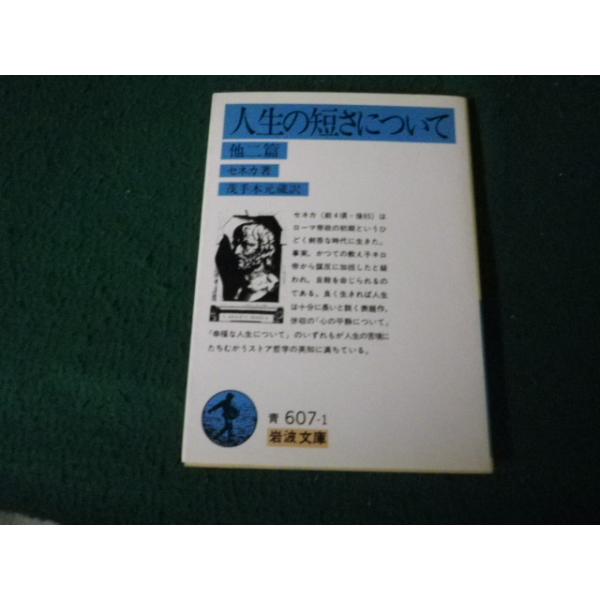 人生の短さについて
他二篇
セネカ著
茂手木元蔵訳
セネカ(前4頃-後65)は
ローマ帝政の初期というひ
どく剣呑な時代に生きた。
事実、かつての教え子ネロ
帝から謀反に加担したと疑
われ、自殺を命じられるの
である。良く生きれば人生
は十分に長いと説く表題作、
併収の「心の平静について」
「幸福な人生について」のいずれもが人生の苦境に
たちむかうストア哲学の英知に満ちている。
青 607-1
岩波文庫